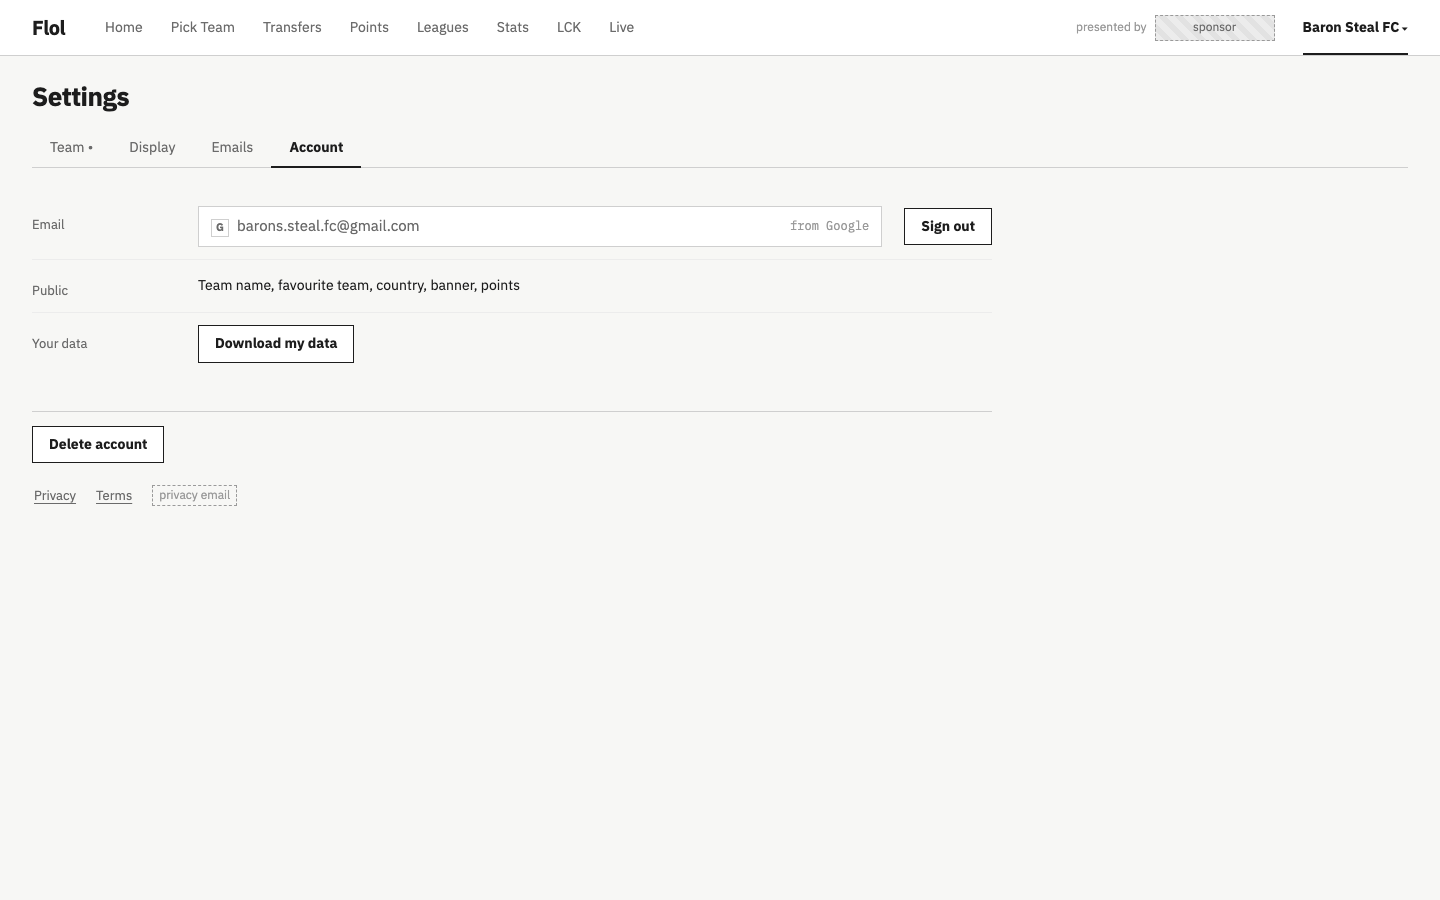 Flol Home Pick Team Transfers Points Leagues Stats LCK Live presented by sponsor Baron Steal FC
Settings
Team • Display Emails Account
Email G barons.steal.fc@gmail.com from Google Sign out
Public Team name, favourite team, country, banner, points
Your data Download my data
Delete account
Privacy Terms privacy email